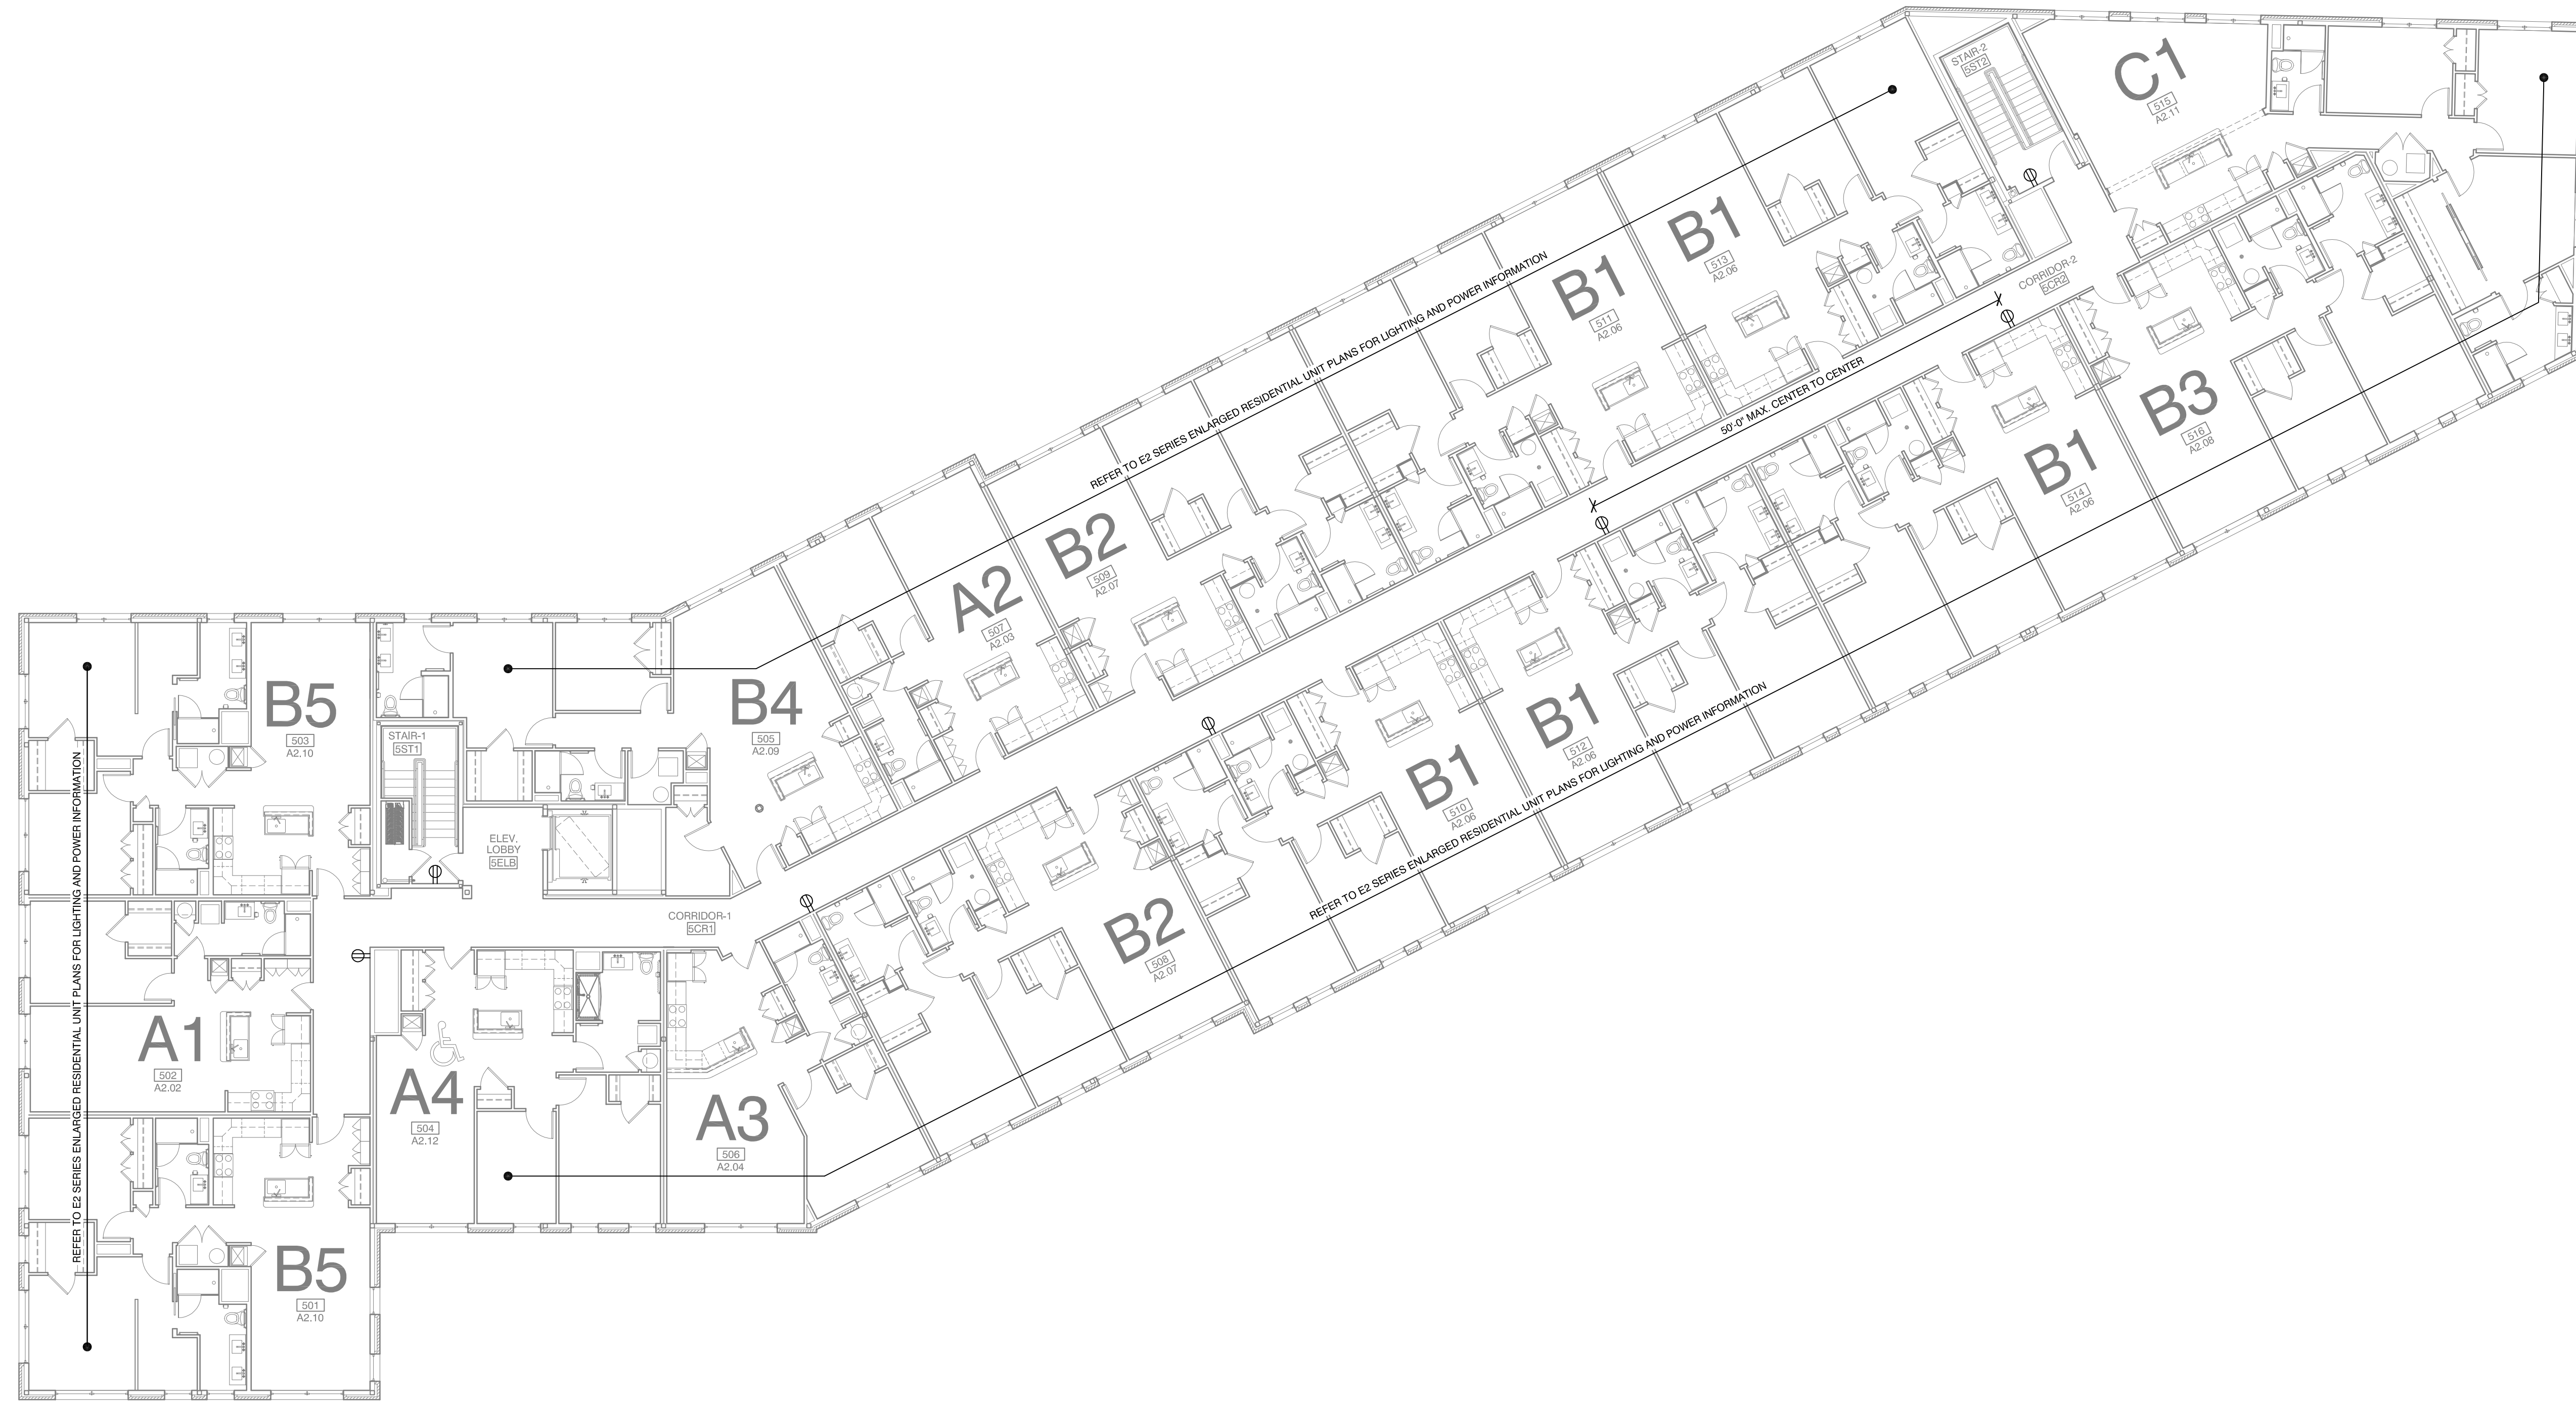 STAIR-2
5ST2
C1
515
A2.11
B1
513
A2.06
B1
511
A2.06
CORRIDOR-2
5CR2
REFER TO E2 SERIES ENLARGED RESIDENTIAL UNIT PLANS FOR LIGHTING AND POWER INFORMATION
50'-0" MAX. CENTER TO CENTER
B3
516
A2.08
B1
514
A2.06
B2
509
A2.07
A2
507
A2.03
B4
505
A2.09
B5
503
A2.10
STAIR-1
5ST1
B1
512
A2.06
B1
510
A2.06
REFER TO E2 SERIES ENLARGED RESIDENTIAL UNIT PLANS FOR LIGHTING AND POWER INFORMATION
REFER TO E2 SERIES ENLARGED RESIDENTIAL UNIT PLANS FOR LIGHTING AND POWER INFORMATION
ELEV.
LOBBY
5ELB
CORRIDOR-1
5CR1
B2
508
A2.07
A1
502
A2.02
A4
504
A2.12
A3
506
A2.04
B5
501
A2.10